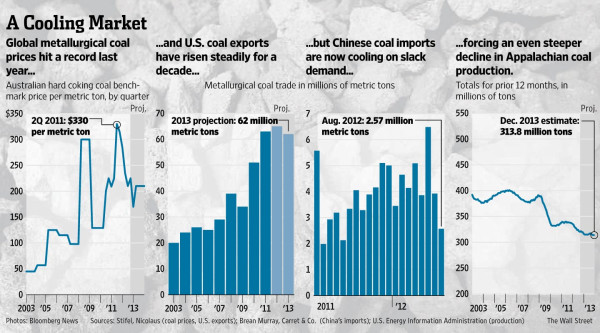 A Cooling Market
Global metallurgical coal
prices hit a record last
year...
Australian hard coking coal bench-
mark price per metric ton, by quarter
Proj.
$350
2Q 2011: $330
per metric ton
300
250
200
150
100
50
0
2003 '05 '07 '09 '11 '13
...and U.S. coal exports
have risen steadily for a
decade...
Metallurgical coal trade in millions of metric tons
Proj.
70
2013 projection: 62 million
metric tons
60
50
40
30
20
10
0
2003 '05 '07 '09 '11 '13
...but Chinese coal imports
are now cooling on slack
demand...
7
Aug. 2012: 2.57 million
metric tons
6
5
4
3
2
1
0
2011 '12
...forcing an even steeper
decline in Appalachian coal
production.
Totals for prior 12 months, in
millions of tons
Proj.
550
Dec. 2013 estimate:
313.8 million tons
500
450
400
350
300
250
200
2003 '05 '07 '09 '11 '13
Photos: Bloomberg News Sources: Stifel, Nicolaus (coal prices, U.S. exports); Brean Murray, Carret & Co. (China's imports); U.S. Energy Information Administration (production) The Wall Street